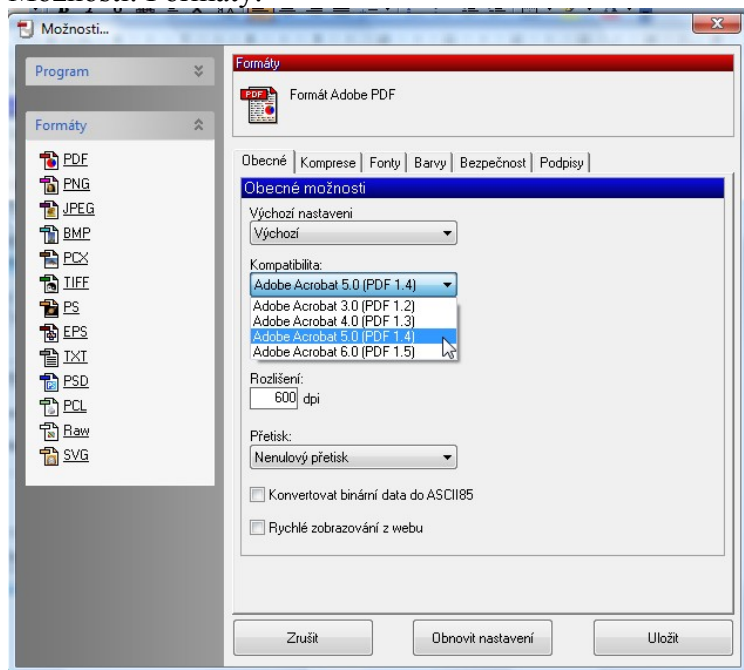 Možnosti. Formáty.
Možnosti...
Program
Formáty
PDF
PNG
JPEG
BMP
PCX
TIFF
PS
EPS
TXT
PSD
PCL
Raw
SVG
Formáty
PDF
Formát Adobe PDF
Obecné Komprese Fonty Barvy Bezpečnost Podpisy
Obecné možnosti
Výchozí nastaveni
Výchozí
Kompatibilita:
Adobe Acrobat 5.0 (PDF 1.4)
Adobe Acrobat 3.0 (PDF 1.2)
Adobe Acrobat 4.0 (PDF 1.3)
Adobe Acrobat 5.0 (PDF 1.4)
Adobe Acrobat 6.0 (PDF 1.5)
Rozlišení:
600 dpi
Přetisk:
Nenulový přetisk
Konvertovat binární data do ASCII85
Rychlé zobrazování z webu
Zrušit Obnovit nastavení Uložit